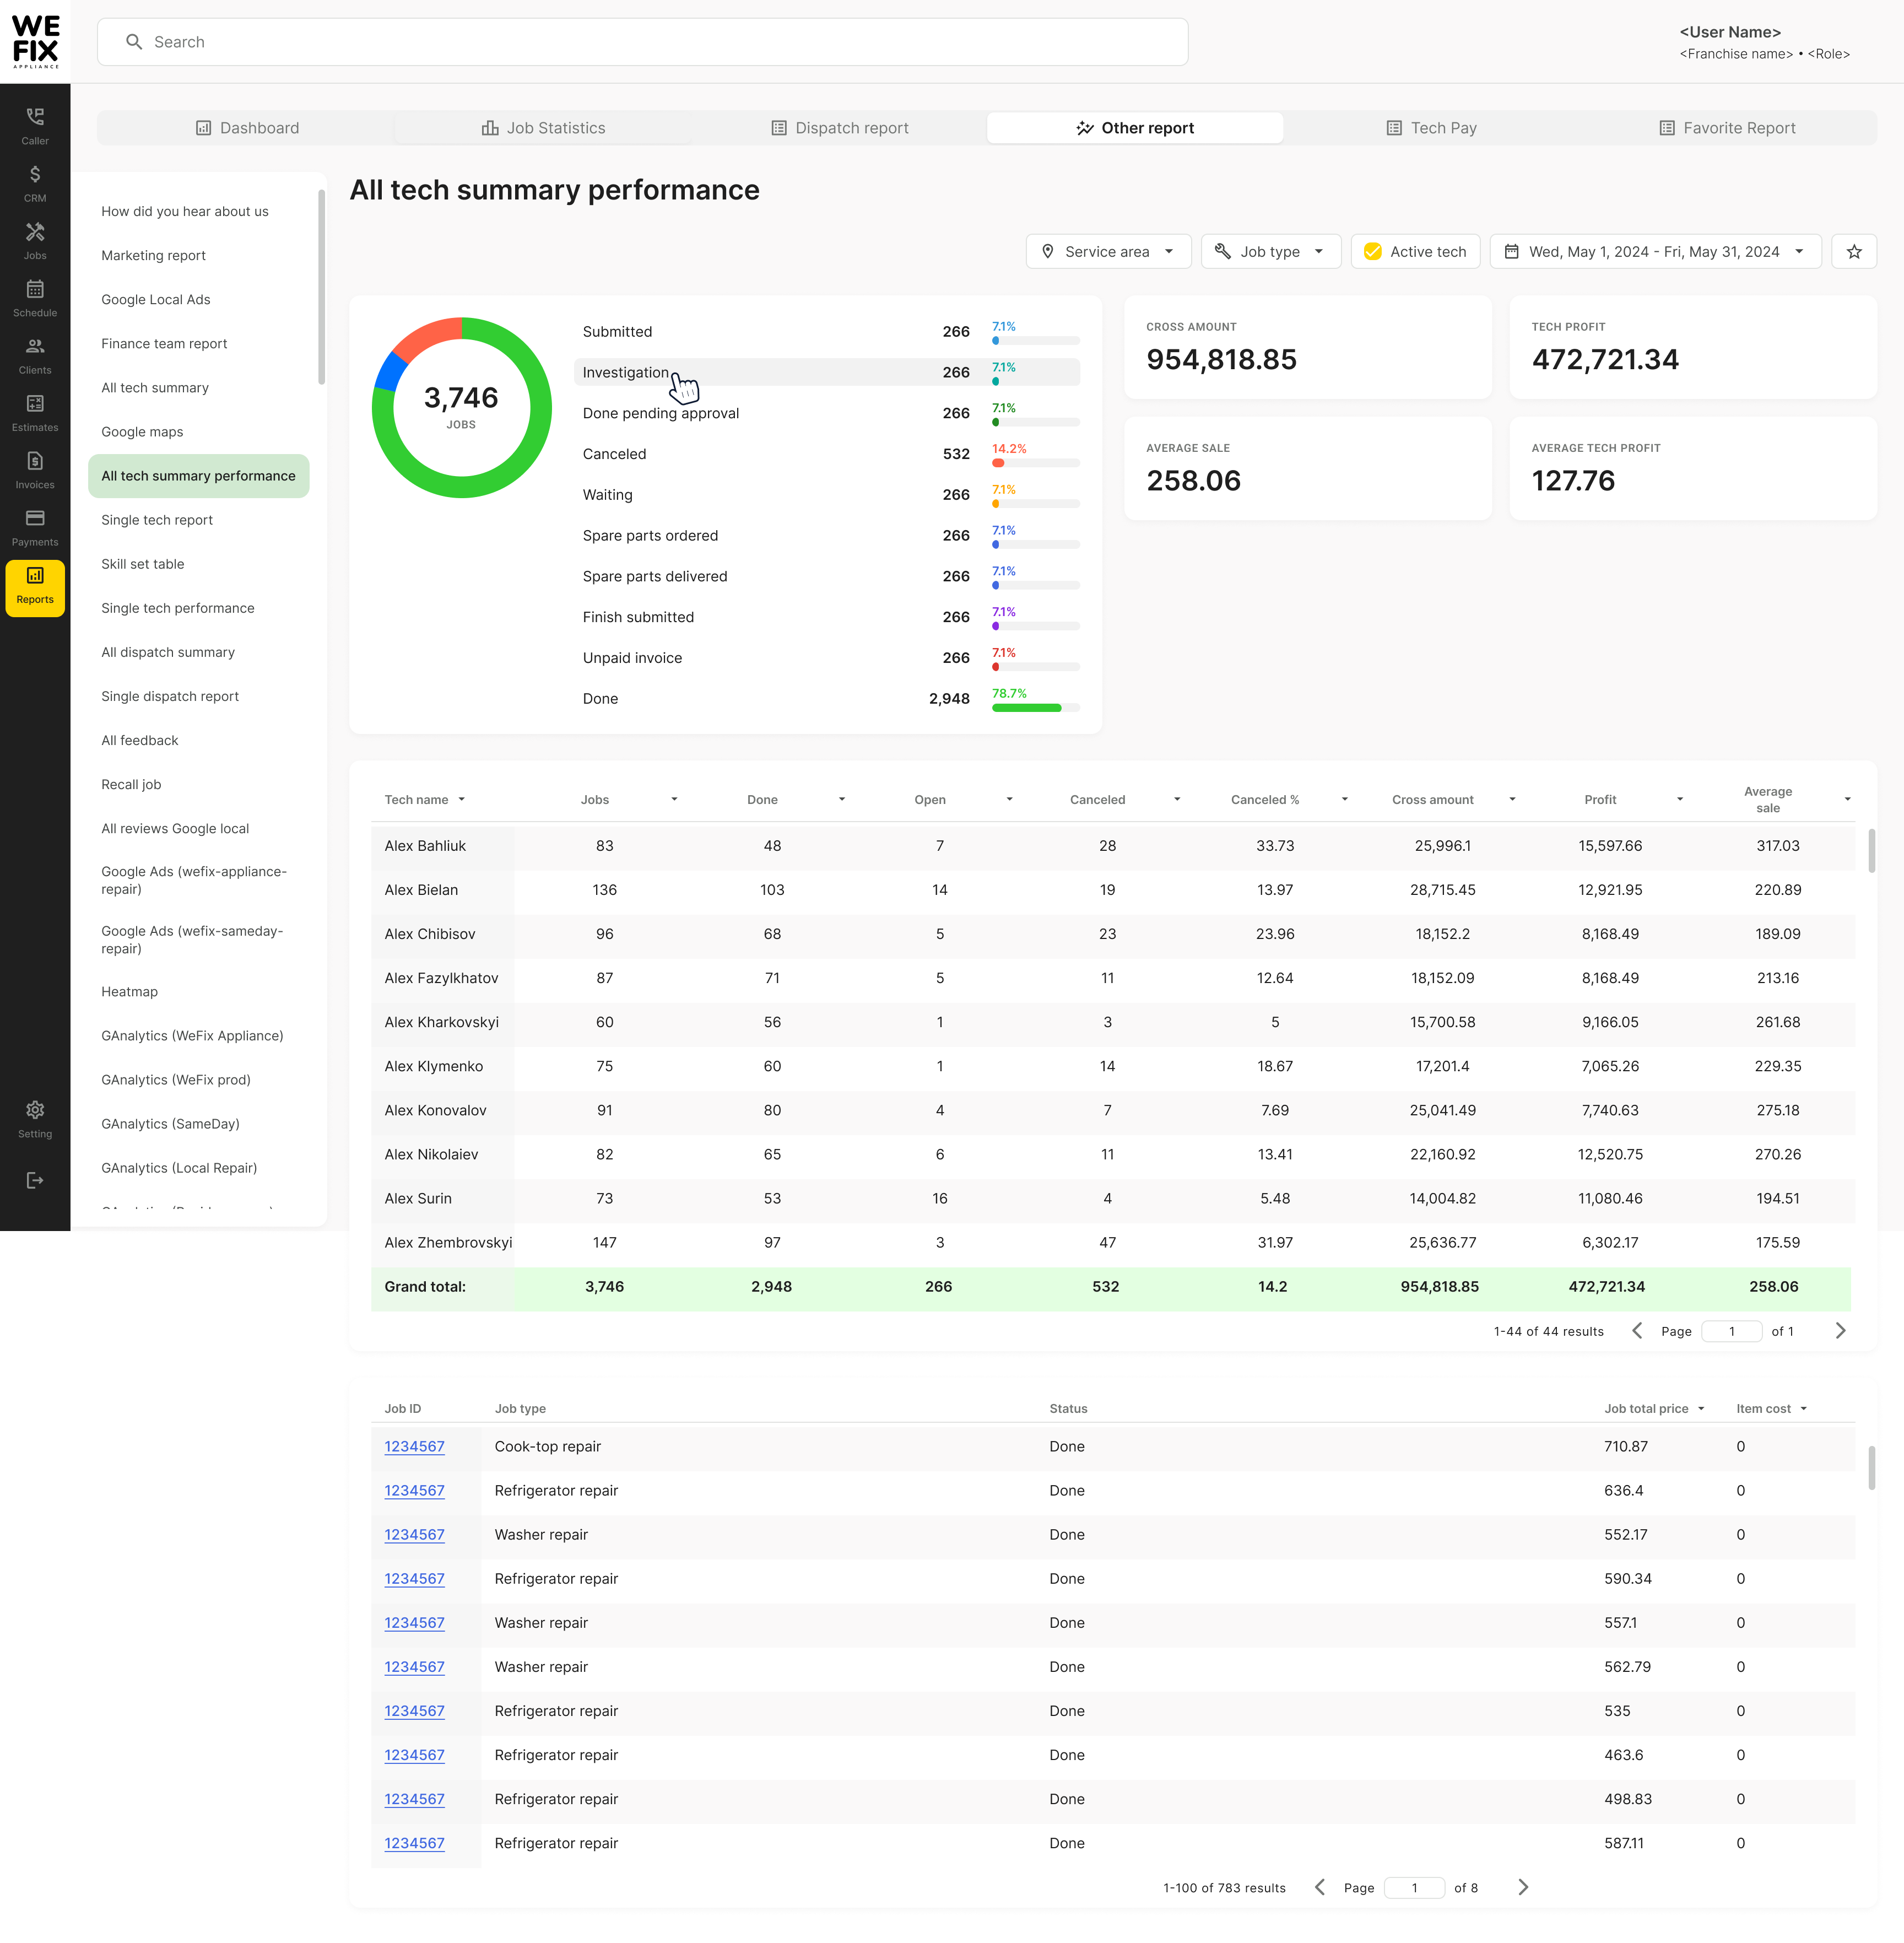 WE
FIX
APPLIANCE
Search
<User Name>
<Franchise name> • <Role>
Caller
CRM
Jobs
Schedule
Clients
Estimates
Invoices
Payments
Reports
Setting
Dashboard
Job Statistics
Dispatch report
Other report
Tech Pay
Favorite Report
How did you hear about us
Marketing report
Google Local Ads
Finance team report
All tech summary
Google maps
All tech summary performance
Single tech report
Skill set table
Single tech performance
All dispatch summary
Single dispatch report
All feedback
Recall job
All reviews Google local
Google Ads (wefix-appliance-
repair)
Google Ads (wefix-sameday-
repair)
Heatmap
GAnalytics (WeFix Appliance)
GAnalytics (WeFix prod)
GAnalytics (SameDay)
GAnalytics (Local Repair)
All tech summary performance
Service area
Job type
Active tech
Wed, May 1, 2024 - Fri, May 31, 2024
3,746
JOBS
Submitted 266 7.1%
Investigation 266 7.1%
Done pending approval 266 7.1%
Canceled 532 14.2%
Waiting 266 7.1%
Spare parts ordered 266 7.1%
Spare parts delivered 266 7.1%
Finish submitted 266 7.1%
Unpaid invoice 266 7.1%
Done 2,948 78.7%
CROSS AMOUNT
954,818.85
TECH PROFIT
472,721.34
AVERAGE SALE
258.06
AVERAGE TECH PROFIT
127.76
Tech name Jobs Done Open Canceled Canceled % Cross amount Profit Average
sale
Alex Bahliuk 83 48 7 28 33.73 25,996.1 15,597.66 317.03
Alex Bielan 136 103 14 19 13.97 28,715.45 12,921.95 220.89
Alex Chibisov 96 68 5 23 23.96 18,152.2 8,168.49 189.09
Alex Fazylkhatov 87 71 5 11 12.64 18,152.09 8,168.49 213.16
Alex Kharkovskyi 60 56 1 3 5 15,700.58 9,166.05 261.68
Alex Klymenko 75 60 1 14 18.67 17,201.4 7,065.26 229.35
Alex Konovalov 91 80 4 7 7.69 25,041.49 7,740.63 275.18
Alex Nikolaiev 82 65 6 11 13.41 22,160.92 12,520.75 270.26
Alex Surin 73 53 16 4 5.48 14,004.82 11,080.46 194.51
Alex Zhembrovskyi 147 97 3 47 31.97 25,636.77 6,302.17 175.59
Grand total: 3,746 2,948 266 532 14.2 954,818.85 472,721.34 258.06
1-44 of 44 results Page 1 of 1
Job ID Job type Status Job total price Item cost
1234567 Cook-top repair Done 710.87 0
1234567 Refrigerator repair Done 636.4 0
1234567 Washer repair Done 552.17 0
1234567 Refrigerator repair Done 590.34 0
1234567 Washer repair Done 557.1 0
1234567 Washer repair Done 562.79 0
1234567 Refrigerator repair Done 535 0
1234567 Refrigerator repair Done 463.6 0
1234567 Refrigerator repair Done 498.83 0
1234567 Refrigerator repair Done 587.11 0
1-100 of 783 results Page 1 of 8